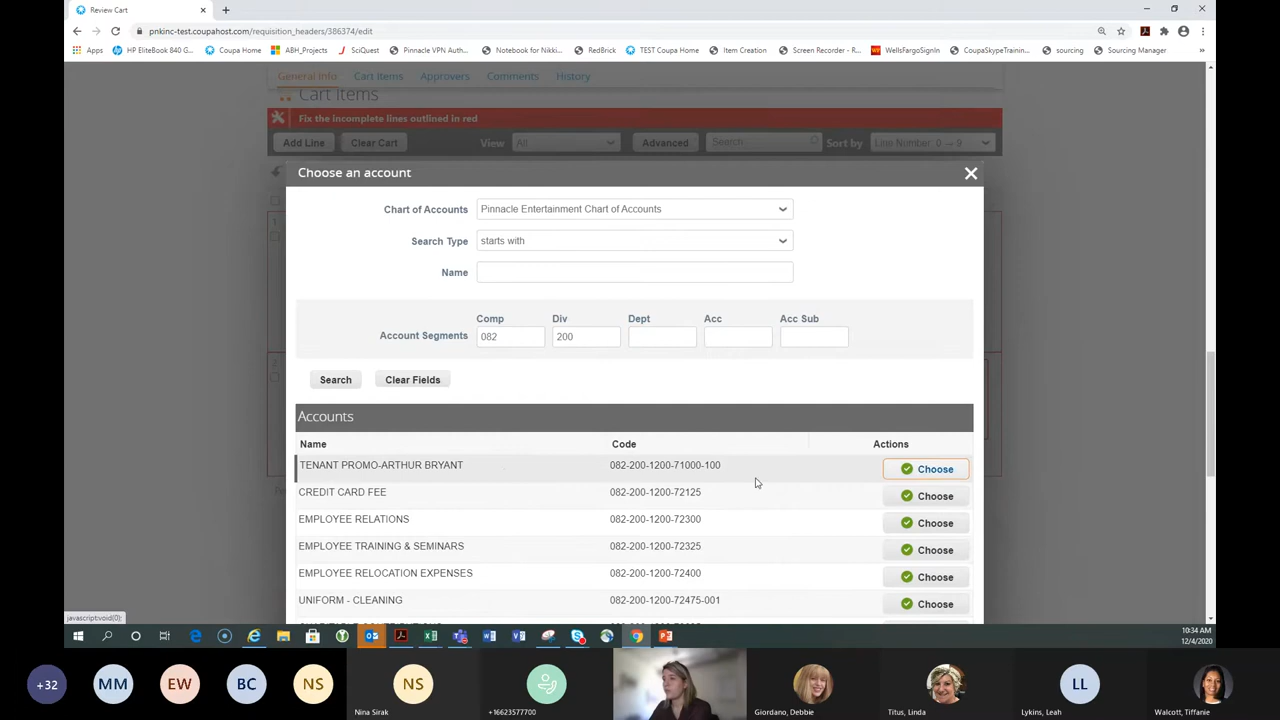 Review Cart
pnkinc-test.coupahost.com/requisition_headers/386374/edit
Apps HP EliteBook 840 G... Coupa Home ABH_Projects SciQuest Pinnacle VPN Auth... Notebook for Nikki... RedBrick TEST Coupa Home Item Creation Screen Recorder - R... WellsFargoSignIn CoupaSkypeTrainin... sourcing Sourcing Manager
General Info Cart Items Approvers Comments History
Cart Items
Fix the incomplete lines outlined in red
Add Line Clear Cart View All Advanced Search Sort by Line Number: 0 → 9
Choose an account
Chart of Accounts Pinnacle Entertainment Chart of Accounts
Search Type starts with
Name
Comp Div Dept Acc Acc Sub
Account Segments 082 200
Search Clear Fields
Accounts
Name Code Actions
TENANT PROMO-ARTHUR BRYANT 082-200-1200-71000-100 Choose
CREDIT CARD FEE 082-200-1200-72125 Choose
EMPLOYEE RELATIONS 082-200-1200-72300 Choose
EMPLOYEE TRAINING & SEMINARS 082-200-1200-72325 Choose
EMPLOYEE RELOCATION EXPENSES 082-200-1200-72400 Choose
UNIFORM - CLEANING 082-200-1200-72475-001 Choose
javascript:void(0);
10:34 AM
12/4/2020
+32 MM EW BC NS NS LL
Nina Sirak +16623577700 Giordano, Debbie Titus, Linda Lykins, Leah Walcott, Tiffanie